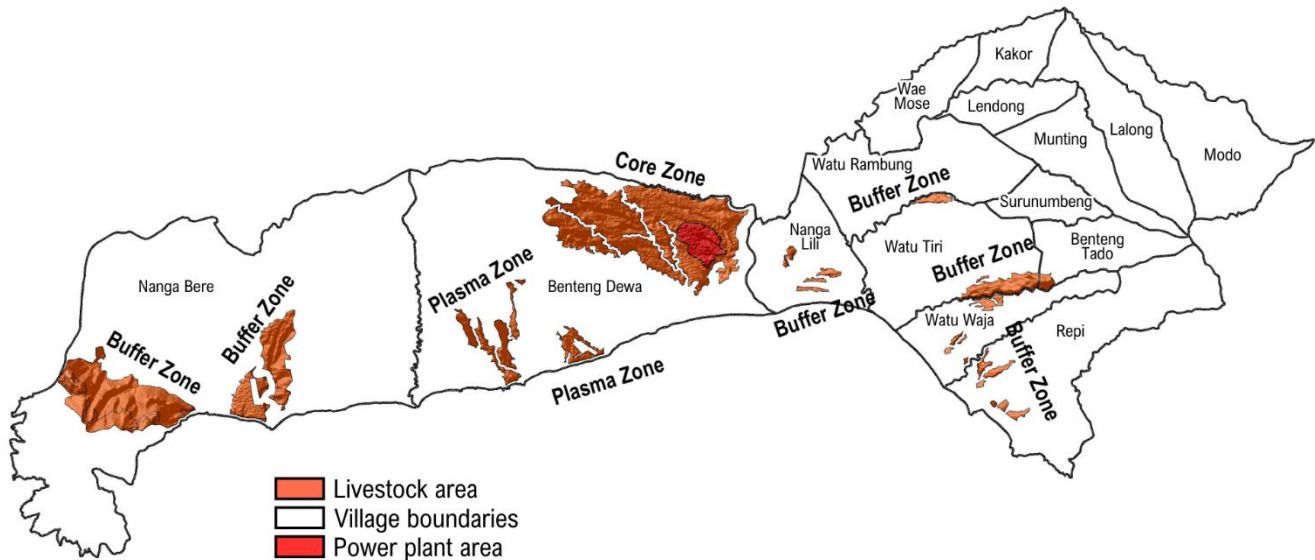 Kakor
Wae
Mose
Lendong
Munting
Lalong
Modo
Core Zone
Watu Rambung
Buffer Zone
Surunumbeng
Nanga
Lili
Watu Tiri
Benteng
Tado
Buffer Zone
Nanga Bere
Buffer Zone
Plasma Zone
Benteng Dewa
Buffer Zone
Watu Waja
Repi
Buffer Zone
Buffer Zone
Plasma Zone
Livestock area
Village boundaries
Power plant area